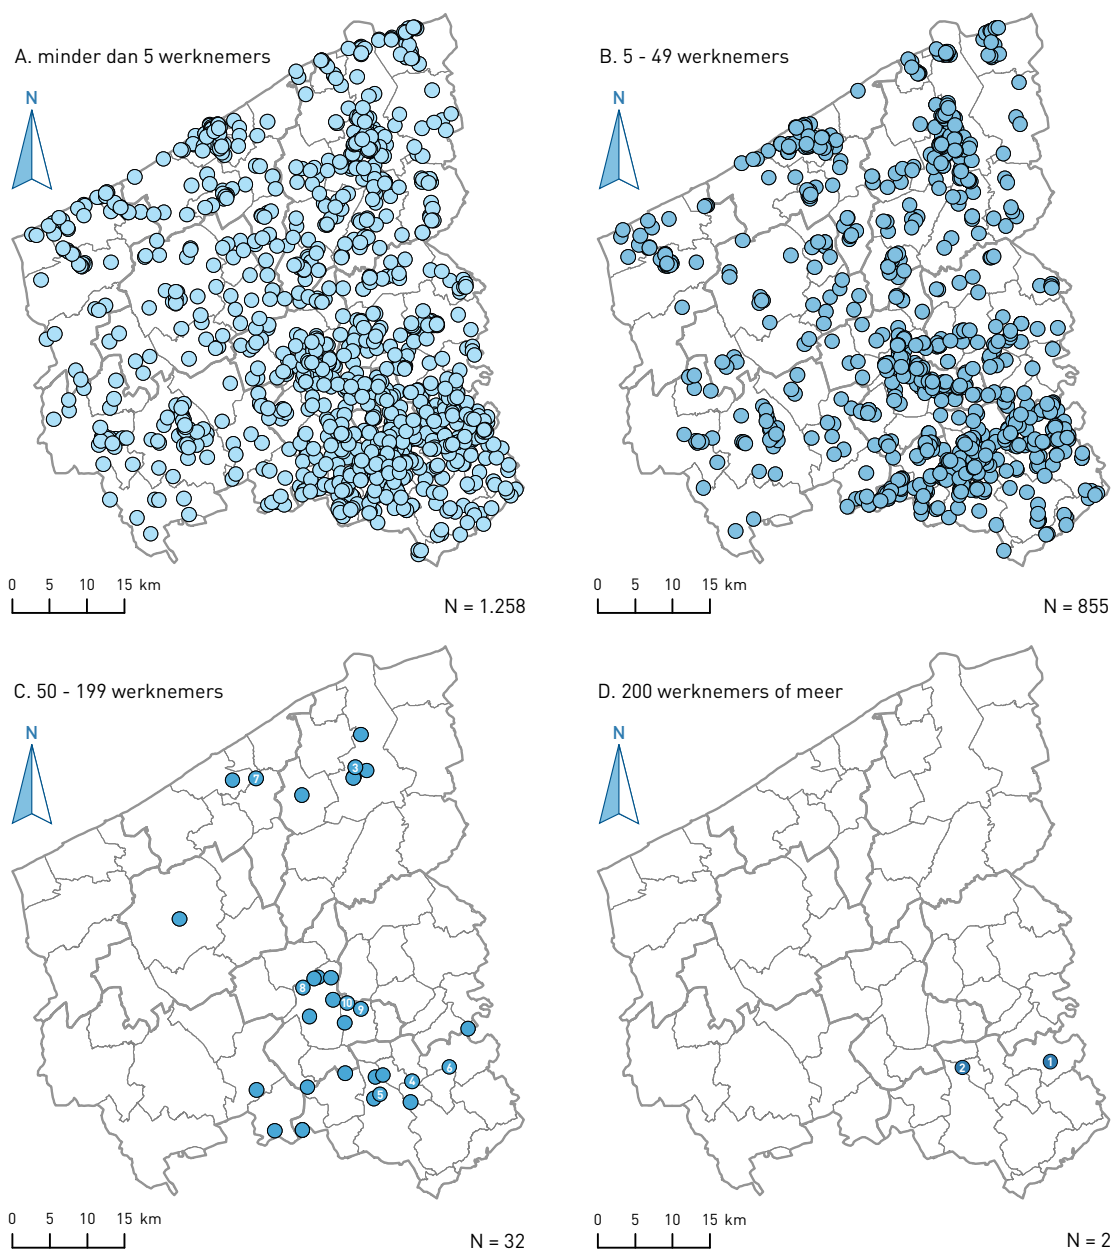 A. minder dan 5 werknemers
N
0 5 10 15 km
N = 1.258
B. 5 - 49 werknemers
N
0 5 10 15 km
N = 855
C. 50 - 199 werknemers
N
3
7
8
10
9
6
4
5
0 5 10 15 km
N = 32
D. 200 werknemers of meer
N
1
2
0 5 10 15 km
N = 2